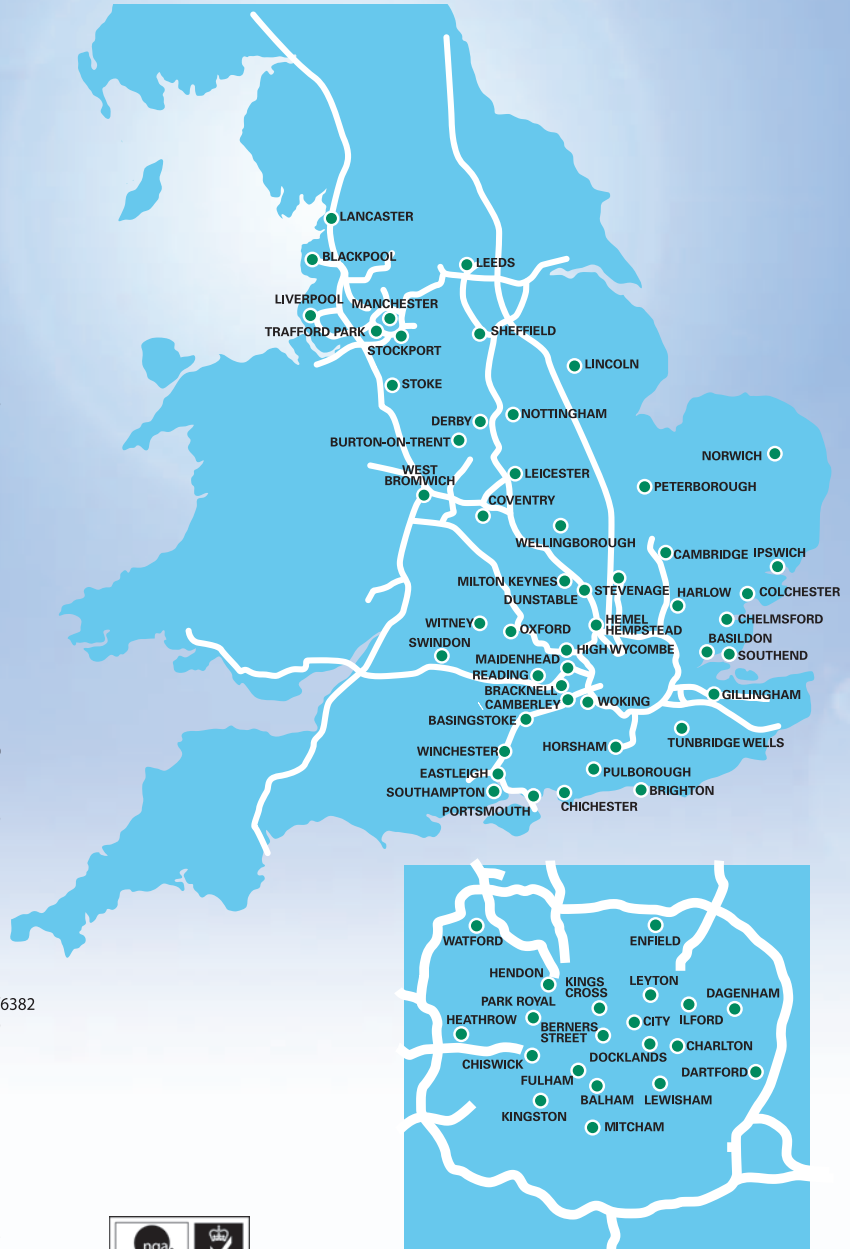 LANCASTER
BLACKPOOL
LEEDS
LIVERPOOL
MANCHESTER
TRAFFORD PARK
SHEFFIELD
STOCKPORT
LINCOLN
STOKE
NOTTINGHAM
DERBY
BURTON-ON-TRENT
NORWICH
WEST
BROMWICH
LEICESTER
PETERBOROUGH
COVENTRY
WELLINGBOROUGH
CAMBRIDGE
IPSWICH
MILTON KEYNES
STEVENAGE
HARLOW
COLCHESTER
DUNSTABLE
WITNEY
OXFORD
HEMEL
HEMPSTEAD
CHELMSFORD
SWINDON
HIGH WYCOMBE
BASILDON
SOUTHEND
MAIDENHEAD
READING
BRACKNELL
CAMBERLEY
WOKING
GILLINGHAM
BASINGSTOKE
WINCHESTER
HORSHAM
TUNBRIDGE WELLS
EASTLEIGH
PULBOROUGH
SOUTHAMPTON
BRIGHTON
PORTSMOUTH
CHICHESTER
WATFORD
ENFIELD
HENDON
KINGS
CROSS
LEYTON
PARK ROYAL
DAGENHAM
HEATHROW
BERNERS
STREET
CITY
ILFORD
CHISWICK
DOCKLANDS
CHARLTON
FULHAM
DARTFORD
BALHAM
LEWISHAM
KINGSTON
MITCHAM
6382